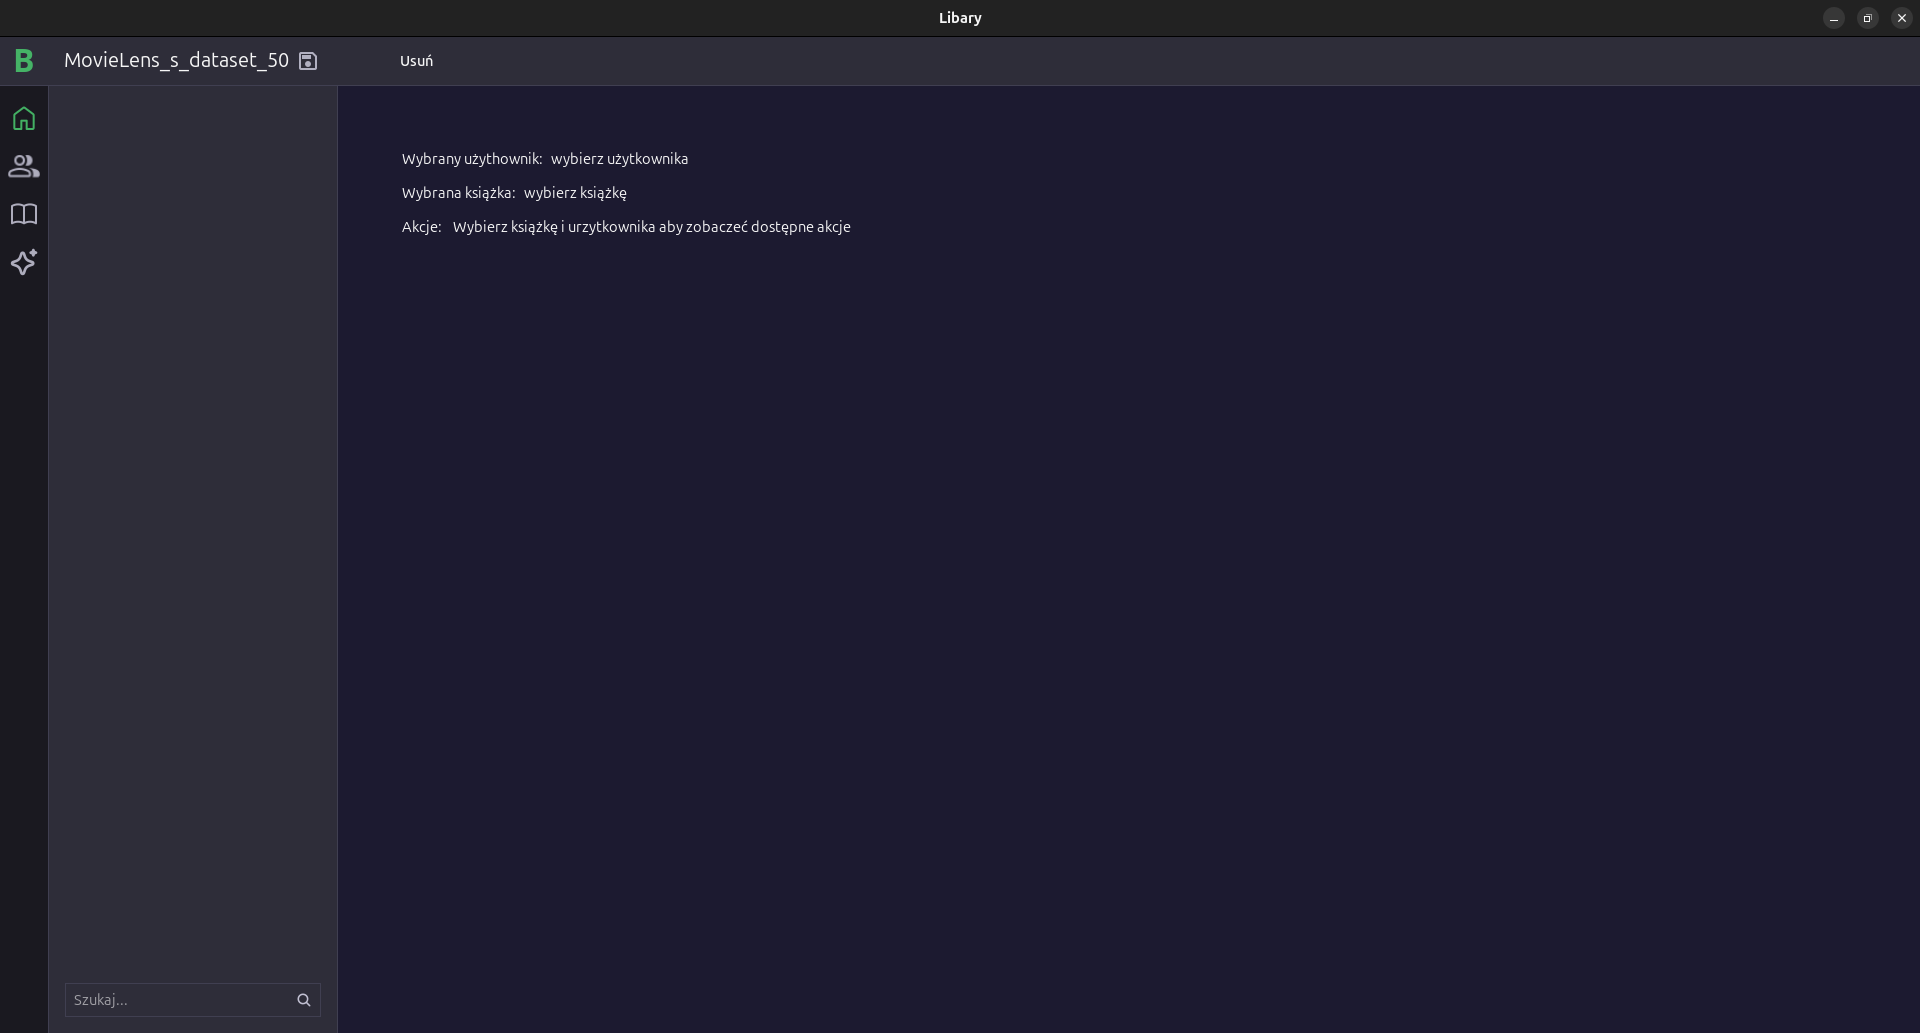 Libary
B MovieLens_s_dataset_50 Usuń
Wybrany użythownik: wybierz użytkownika
Wybrana książka: wybierz książkę
Akcje: Wybierz książkę i urzytkownika aby zobaczeć dostępne akcje
Szukaj...